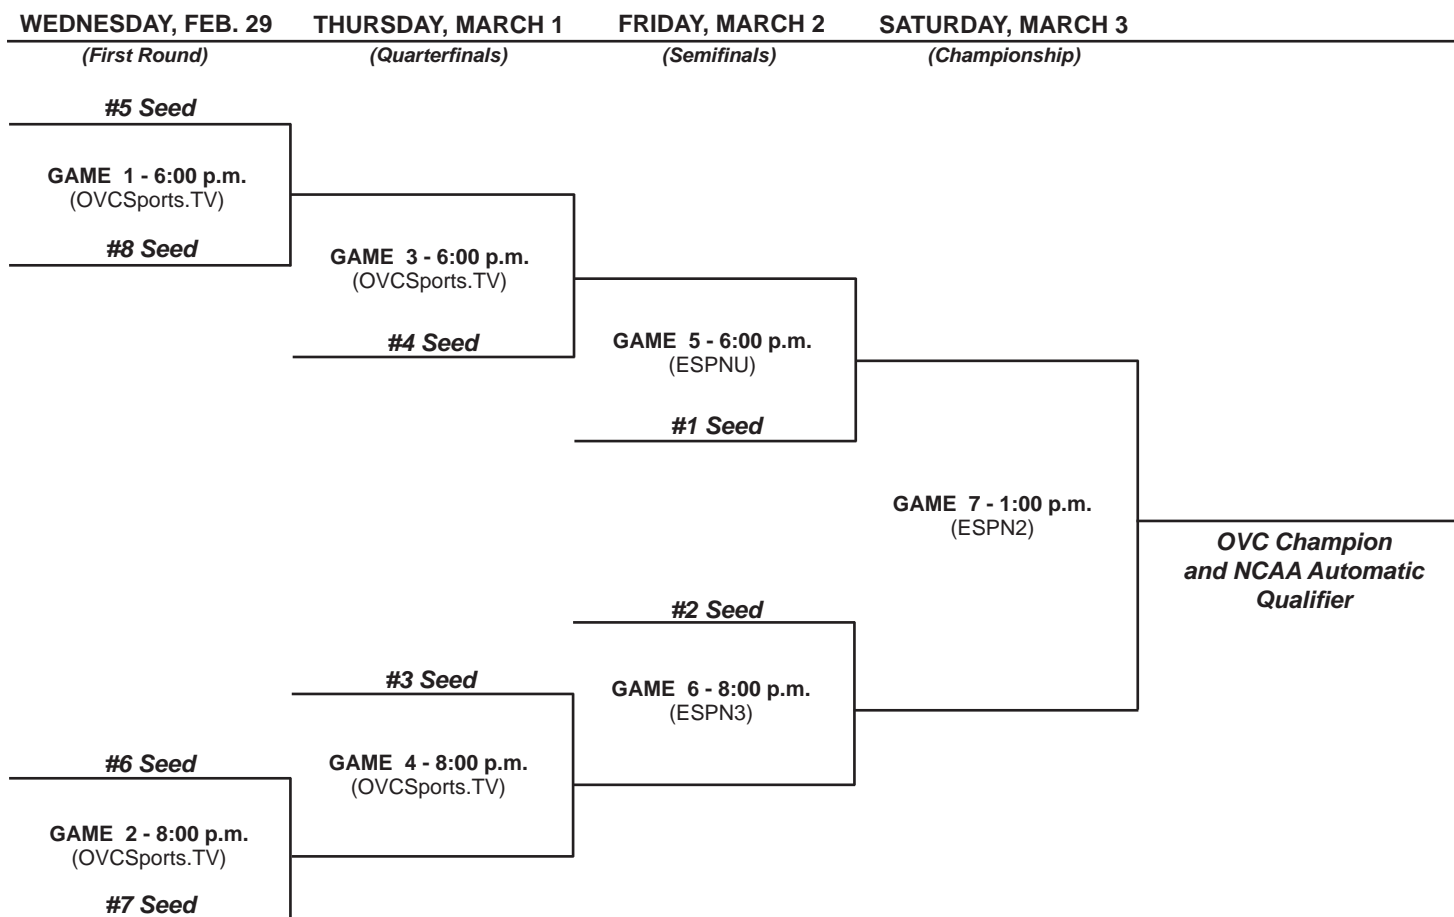 WEDNESDAY, FEB. 29
(First Round)
THURSDAY, MARCH 1
(Quarterfinals)
FRIDAY, MARCH 2
(Semifinals)
SATURDAY, MARCH 3
(Championship)
#5 Seed
GAME 1 - 6:00 p.m.
(OVCSports.TV)
#8 Seed
GAME 3 - 6:00 p.m.
(OVCSports.TV)
#4 Seed
GAME 5 - 6:00 p.m.
(ESPNU)
#1 Seed
GAME 7 - 1:00 p.m.
(ESPN2)
OVC Champion
and NCAA Automatic
Qualifier
#2 Seed
GAME 6 - 8:00 p.m.
(ESPN3)
#3 Seed
GAME 4 - 8:00 p.m.
(OVCSports.TV)
#6 Seed
GAME 2 - 8:00 p.m.
(OVCSports.TV)
#7 Seed